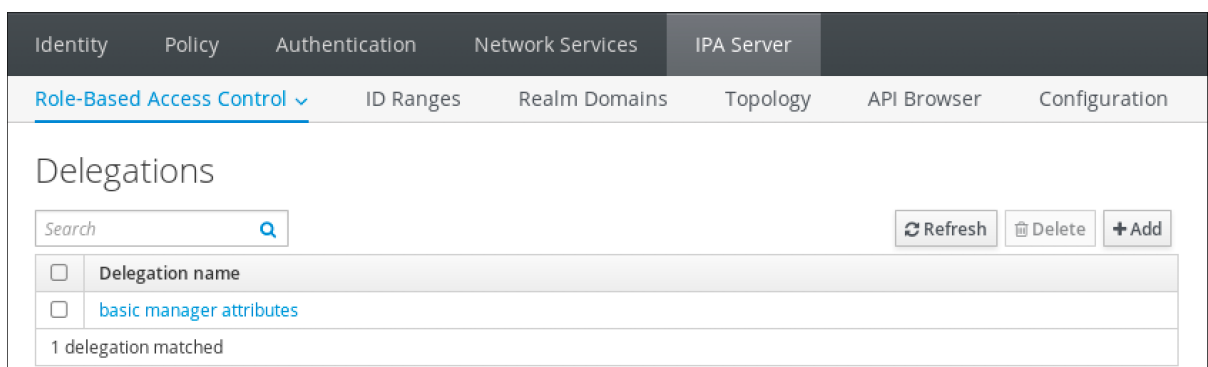 Identity Policy Authentication Network Services IPA Server
Role-Based Access Control ID Ranges Realm Domains Topology API Browser Configuration
Delegations
Search Refresh Delete Add
Delegation name
basic manager attributes
1 delegation matched